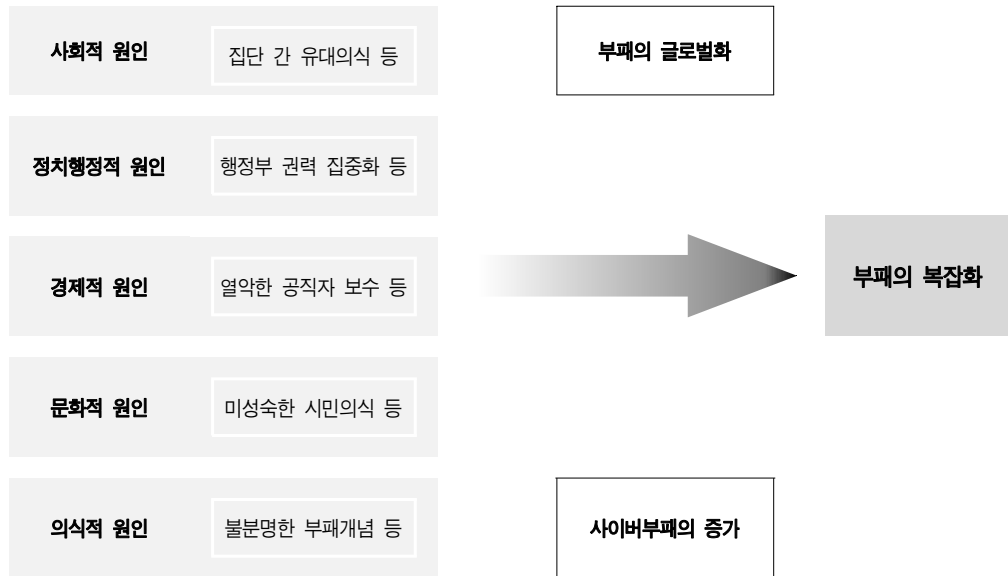 사회적 원인
집단 간 유대의식 등
부패의 글로벌화
정치행정적 원인
행정부 권력 집중화 등
경제적 원인
열악한 공직자 보수 등
부패의 복잡화
문화적 원인
미성숙한 시민의식 등
의식적 원인
불분명한 부패개념 등
사이버부패의 증가